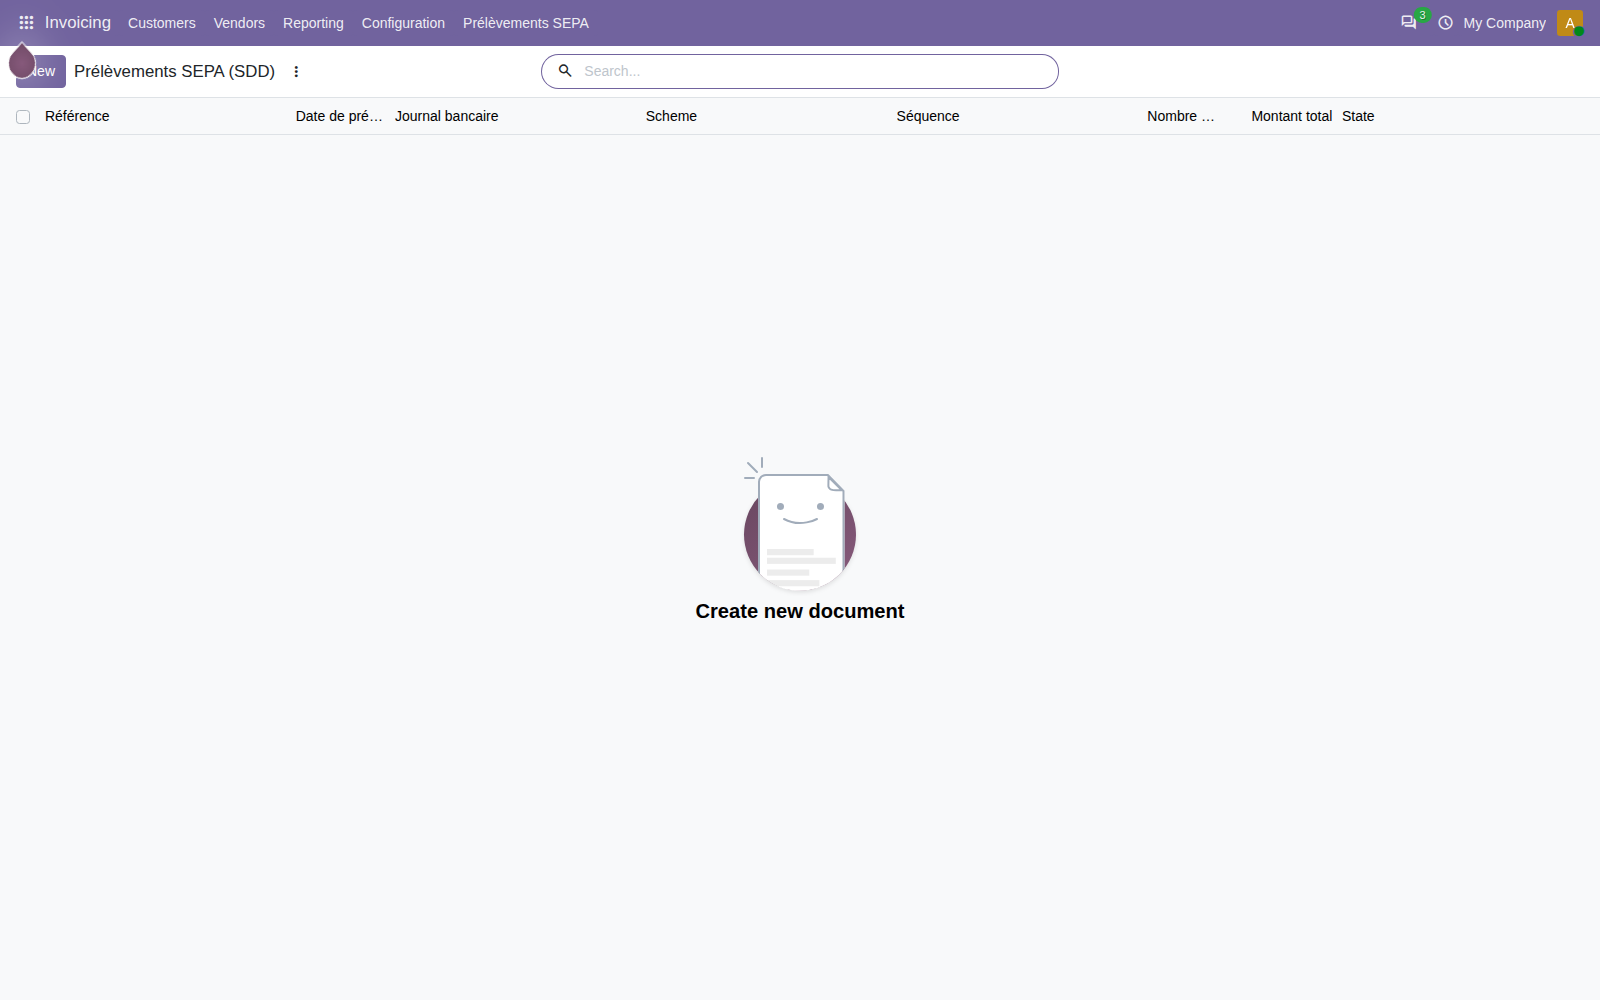 Invoicing Customers Vendors Reporting Configuration Prélèvements SEPA 3 My Company A
New Prélèvements SEPA (SDD) Search...
Référence Date de pré… Journal bancaire Scheme Séquence Nombre … Montant total State
Create new document